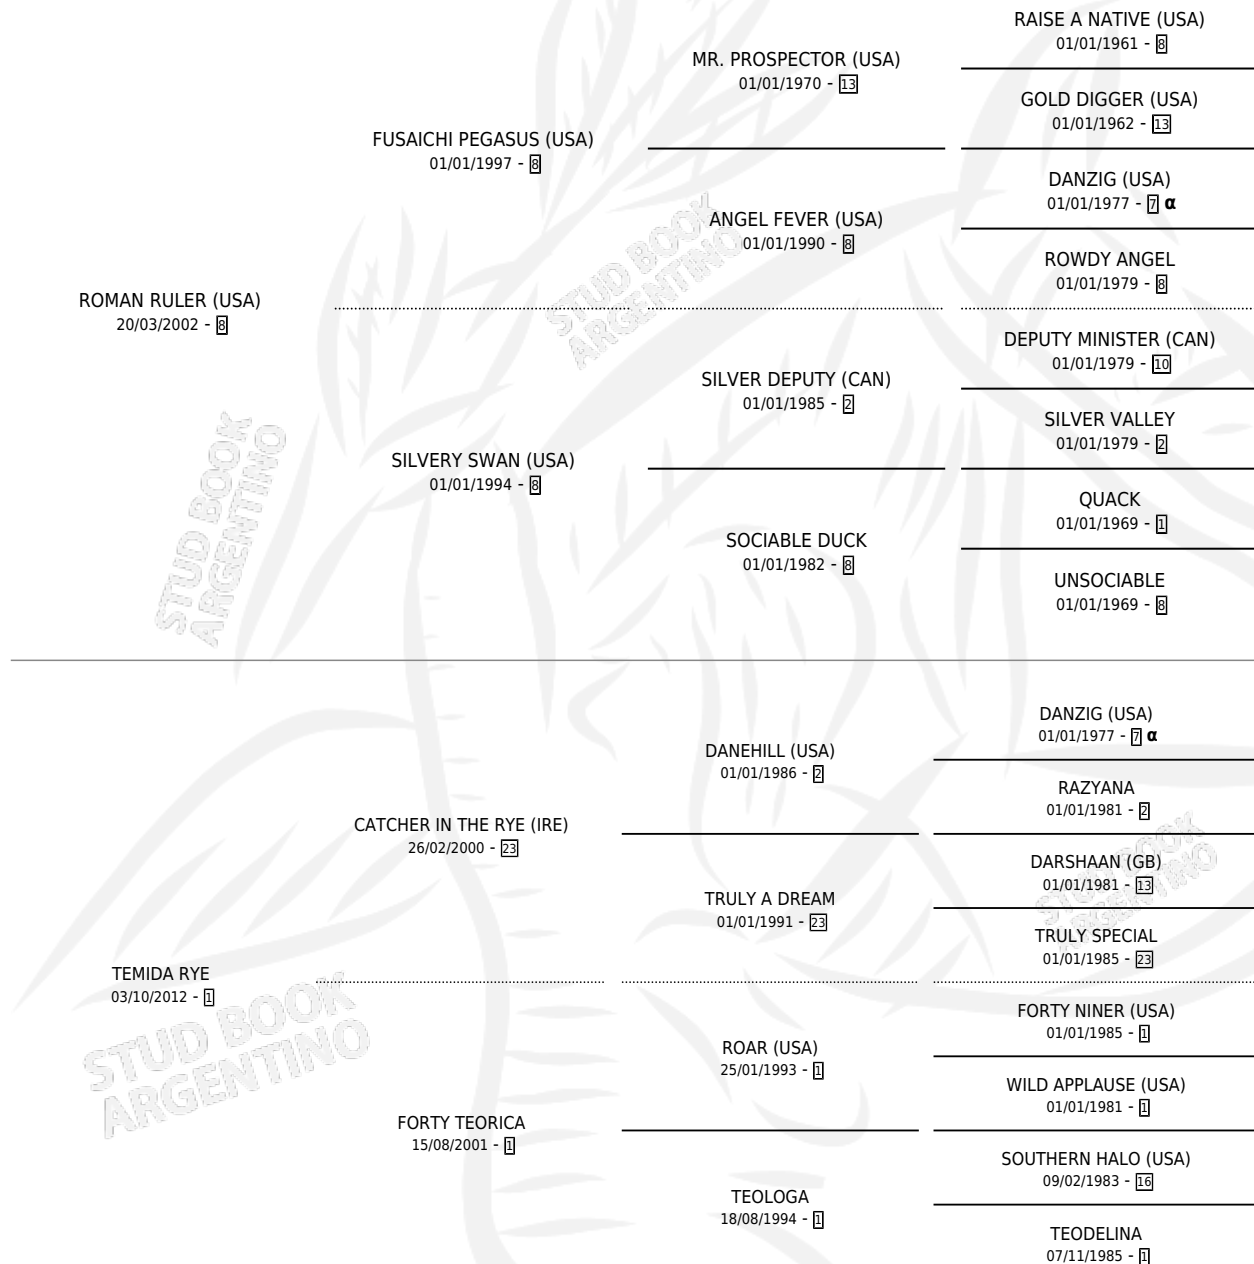 RAISE A NATIVE (USA)
01/01/1961 - 8
MR. PROSPECTOR (USA)
01/01/1970 - 13
GOLD DIGGER (USA)
01/01/1962 - 13
FUSAICHI PEGASUS (USA)
01/01/1997 - 8
DANZIG (USA)
01/01/1977 - 7 α
ANGEL FEVER (USA)
01/01/1990 - 8
ROWDY ANGEL
01/01/1979 - 8
ROMAN RULER (USA)
20/03/2002 - 8
DEPUTY MINISTER (CAN)
01/01/1979 - 10
SILVER DEPUTY (CAN)
01/01/1985 - 2
SILVER VALLEY
01/01/1979 - 2
SILVERY SWAN (USA)
01/01/1994 - 8
QUACK
01/01/1969 - 1
SOCIABLE DUCK
01/01/1982 - 8
UNSOCIABLE
01/01/1969 - 8
DANZIG (USA)
01/01/1977 - 7 α
DANEHILL (USA)
01/01/1986 - 2
RAZYANA
01/01/1981 - 2
CATCHER IN THE RYE (IRE)
26/02/2000 - 23
DARSHAAN (GB)
01/01/1981 - 13
TRULY A DREAM
01/01/1991 - 23
TRULY SPECIAL
01/01/1985 - 23
TEMIDA RYE
03/10/2012 - 1
FORTY NINER (USA)
01/01/1985 - 1
ROAR (USA)
25/01/1993 - 1
WILD APPLAUSE (USA)
01/01/1981 - 1
FORTY TEORICA
15/08/2001 - 1
SOUTHERN HALO (USA)
09/02/1983 - 16
TEOLOGA
18/08/1994 - 1
TEODELINA
07/11/1985 - 1
STUD BOOK
ARGENTINO
STUD BOOK
ARGENTINO
STUD BOOK
ARGENTINO
STUD BOOK
ARGENTINO